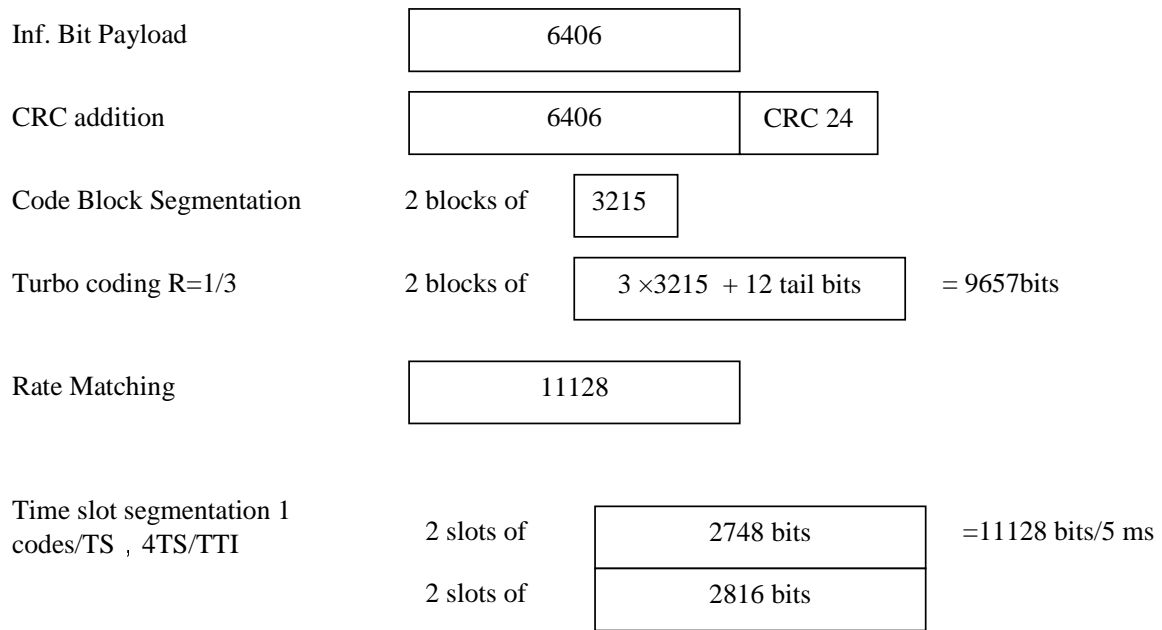 Inf. Bit Payload 6406
CRC addition 6406 CRC 24
Code Block Segmentation 2 blocks of 3215
Turbo coding R=1/3 2 blocks of 3 ×3215 + 12 tail bits = 9657bits
Rate Matching 11128
Time slot segmentation 1
codes/TS , 4TS/TTI
2 slots of 2748 bits =11128 bits/5 ms
2 slots of 2816 bits